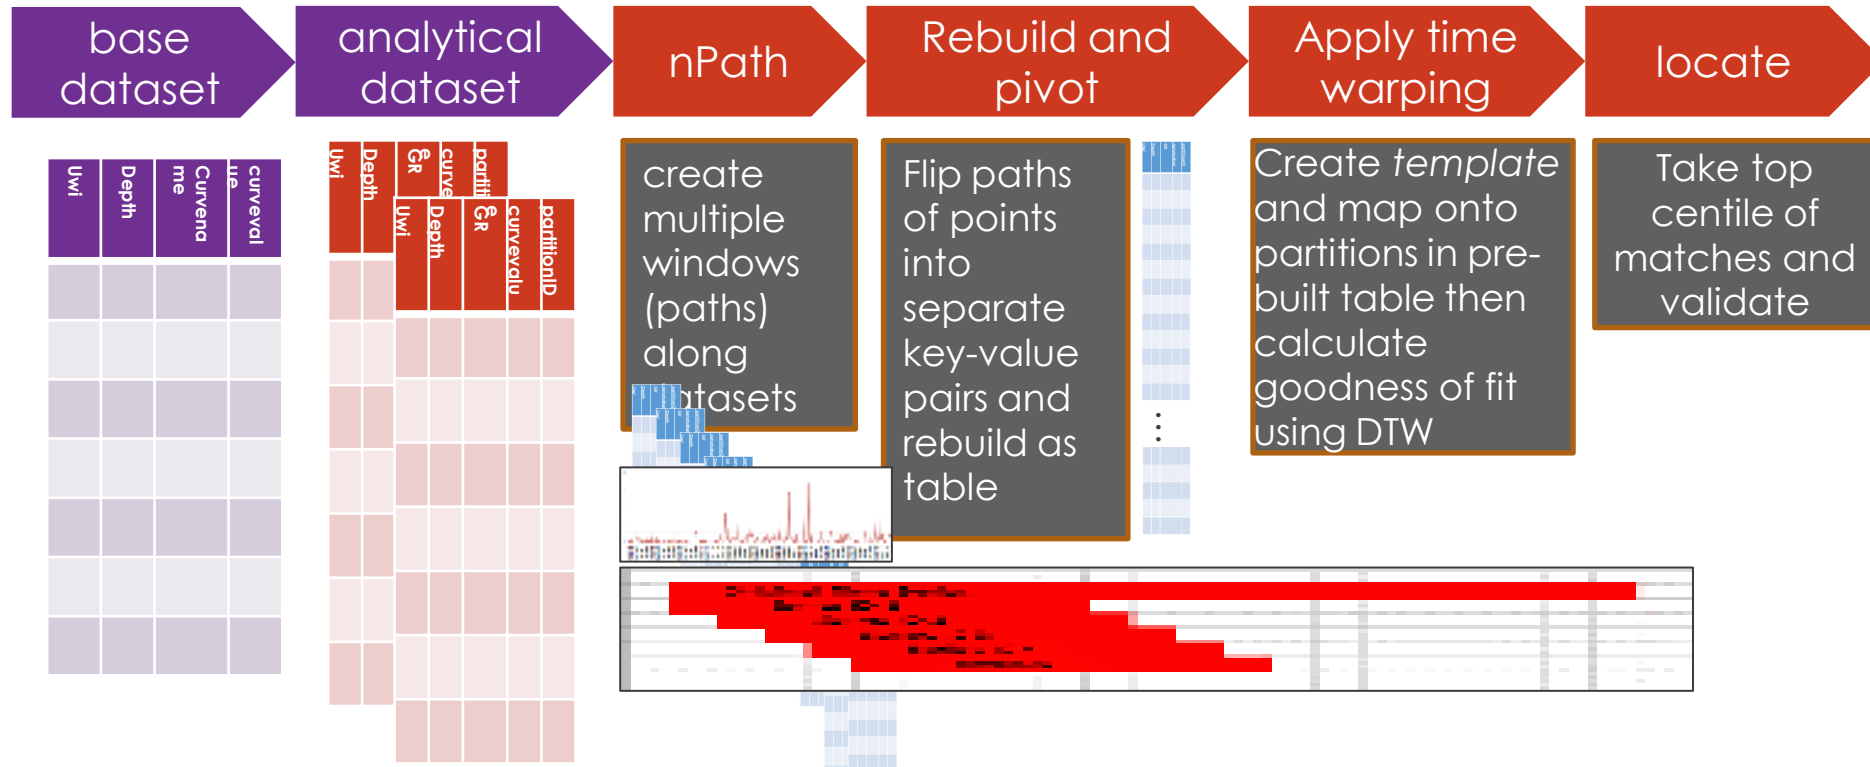 base
dataset
analytical
dataset
nPath
Rebuild and
pivot
Apply time
warping
locate
Uwi
Depth
Curvena
me
curveval
ue
Uwi
Depth
e
GR
curve
partiti
Uwi
Depth
e
GR
curvevalu
partitionID
create
multiple
windows
(paths)
along
atasets
Flip paths
of points
into
separate
key-value
pairs and
rebuild as
table
Create template
and map onto
partitions in pre-
built table then
calculate
goodness of fit
using DTW
Take top
centile of
matches and
validate